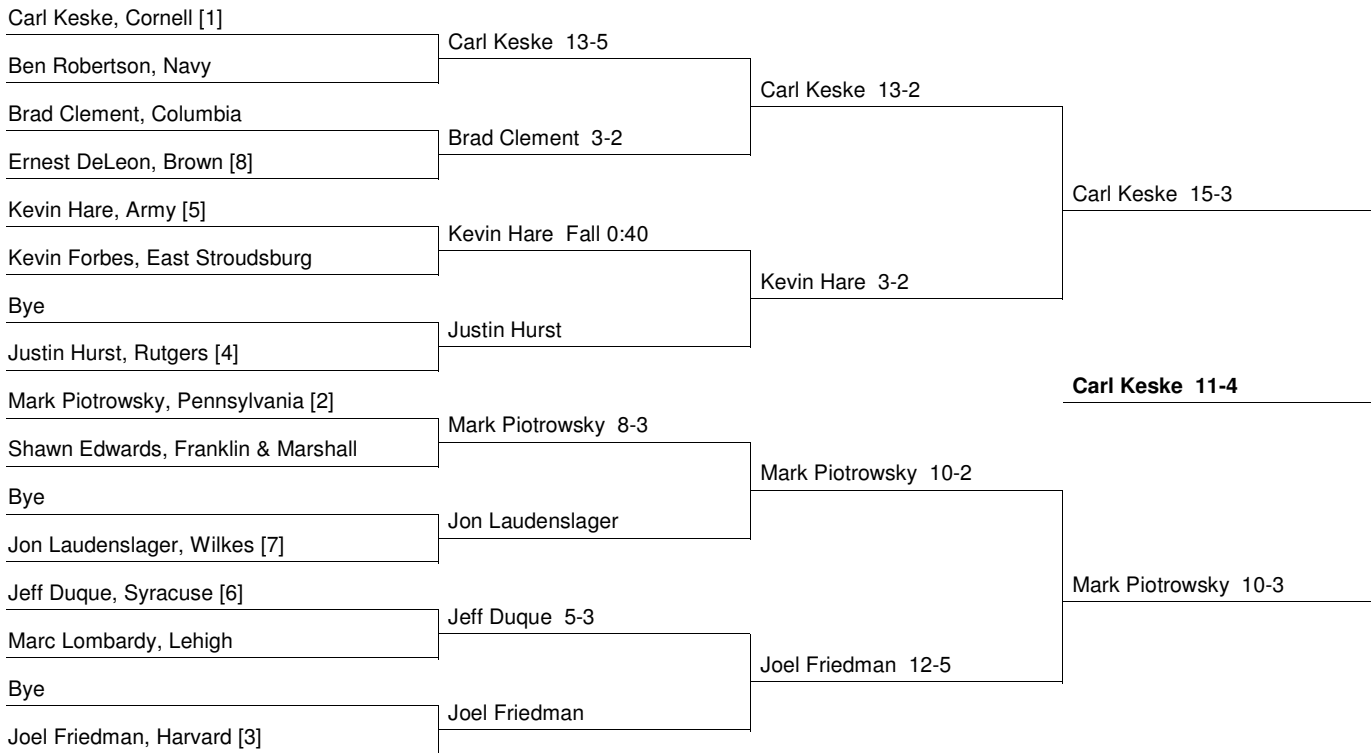 Carl Keske, Cornell [1]
Carl Keske 13-5
Ben Robertson, Navy
Carl Keske 13-2
Brad Clement, Columbia
Brad Clement 3-2
Ernest DeLeon, Brown [8]
Carl Keske 15-3
Kevin Hare, Army [5]
Kevin Hare Fall 0:40
Kevin Forbes, East Stroudsburg
Kevin Hare 3-2
Bye
Justin Hurst
Justin Hurst, Rutgers [4]
Carl Keske 11-4
Mark Piotrowsky, Pennsylvania [2]
Mark Piotrowsky 8-3
Shawn Edwards, Franklin & Marshall
Mark Piotrowsky 10-2
Bye
Jon Laudenslager
Jon Laudenslager, Wilkes [7]
Mark Piotrowsky 10-3
Jeff Duque, Syracuse [6]
Jeff Duque 5-3
Marc Lombardy, Lehigh
Joel Friedman 12-5
Bye
Joel Friedman
Joel Friedman, Harvard [3]